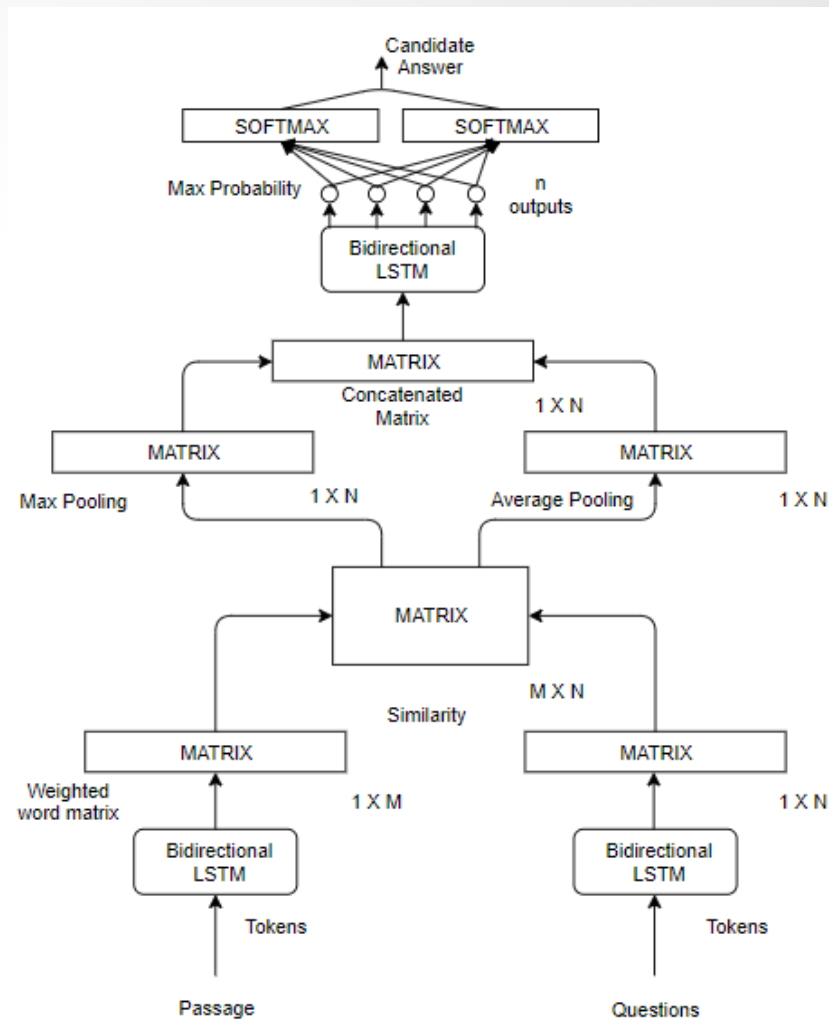 Candidate
Answer
SOFTMAX
SOFTMAX
Max Probability
n
outputs
Bidirectional
LSTM
MATRIX
Concatenated
Matrix
1 X N
MATRIX
MATRIX
Max Pooling
1 X N
Average Pooling
1 X N
MATRIX
M X N
Similarity
MATRIX
MATRIX
Weighted
word matrix
1 X M
1 X N
Bidirectional
LSTM
Bidirectional
LSTM
Tokens
Tokens
Passage
Questions